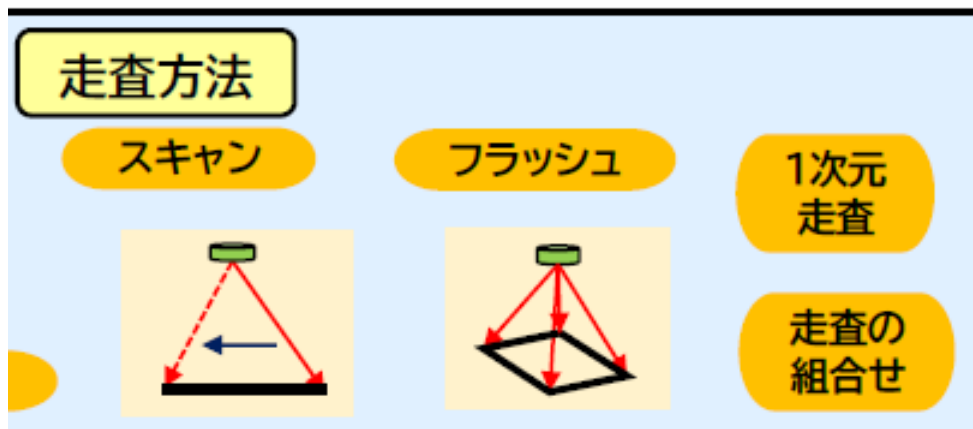 走査方法
スキャン
フラッシュ
1次元
走査
走査の
組合せ